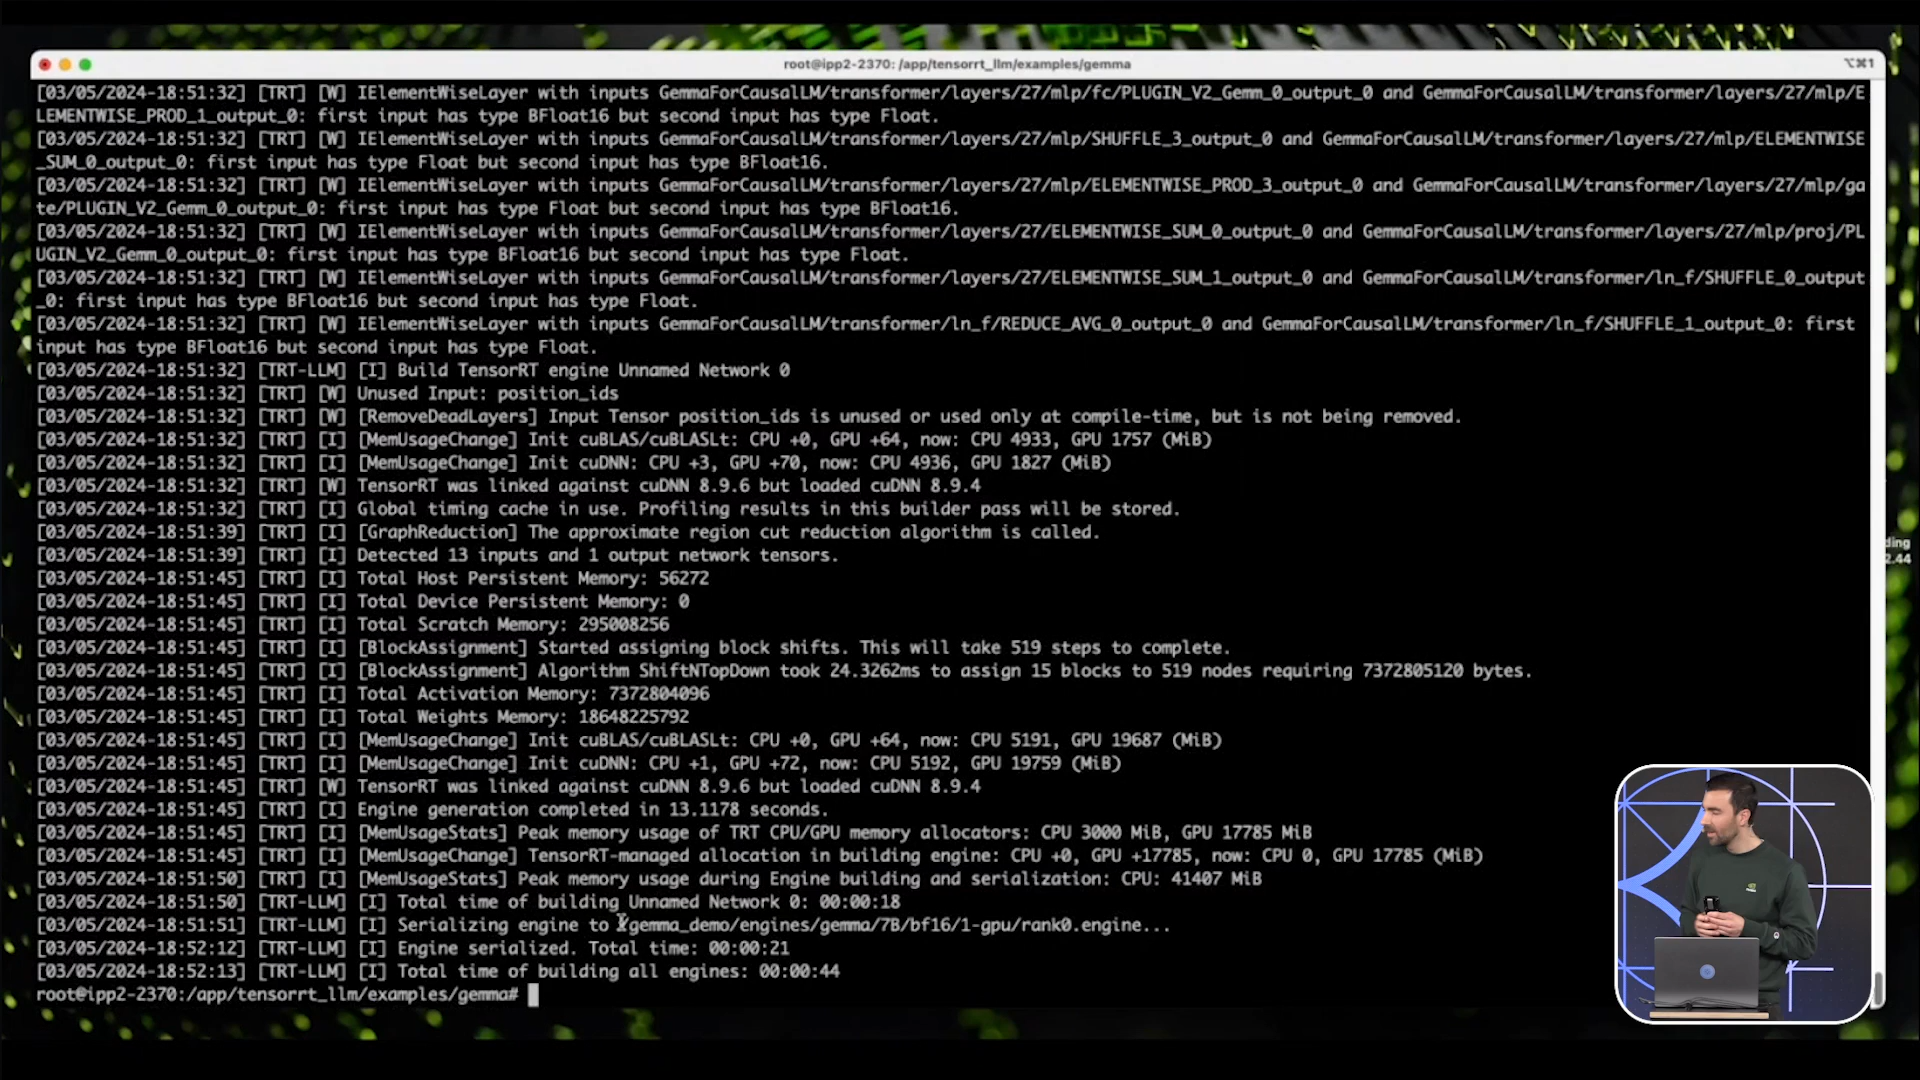 root@ipp2-2370: /app/tensorrt_llm/examples/gemma
⌥⌘1
[03/05/2024-18:51:32] [TRT] [W] IElementWiseLayer with inputs GemmaForCausalLM/transformer/layers/27/mlp/fc/PLUGIN_V2_Gemm_0_output_0 and GemmaForCausalLM/transformer/layers/27/mlp/E
LEMENTWISE_PROD_1_output_0: first input has type BFloat16 but second input has type Float.
[03/05/2024-18:51:32] [TRT] [W] IElementWiseLayer with inputs GemmaForCausalLM/transformer/layers/27/mlp/SHUFFLE_3_output_0 and GemmaForCausalLM/transformer/layers/27/mlp/ELEMENTWISE
_SUM_0_output_0: first input has type Float but second input has type BFloat16.
[03/05/2024-18:51:32] [TRT] [W] IElementWiseLayer with inputs GemmaForCausalLM/transformer/layers/27/mlp/ELEMENTWISE_PROD_3_output_0 and GemmaForCausalLM/transformer/layers/27/mlp/ga
te/PLUGIN_V2_Gemm_0_output_0: first input has type Float but second input has type BFloat16.
[03/05/2024-18:51:32] [TRT] [W] IElementWiseLayer with inputs GemmaForCausalLM/transformer/layers/27/ELEMENTWISE_SUM_0_output_0 and GemmaForCausalLM/transformer/layers/27/mlp/proj/PL
UGIN_V2_Gemm_0_output_0: first input has type BFloat16 but second input has type Float.
[03/05/2024-18:51:32] [TRT] [W] IElementWiseLayer with inputs GemmaForCausalLM/transformer/layers/27/ELEMENTWISE_SUM_1_output_0 and GemmaForCausalLM/transformer/ln_f/SHUFFLE_0_output
_0: first input has type BFloat16 but second input has type Float.
[03/05/2024-18:51:32] [TRT] [W] IElementWiseLayer with inputs GemmaForCausalLM/transformer/ln_f/REDUCE_AVG_0_output_0 and GemmaForCausalLM/transformer/ln_f/SHUFFLE_1_output_0: first
input has type BFloat16 but second input has type Float.
[03/05/2024-18:51:32] [TRT-LLM] [I] Build TensorRT engine Unnamed Network 0
[03/05/2024-18:51:32] [TRT] [W] Unused Input: position_ids
[03/05/2024-18:51:32] [TRT] [W] [RemoveDeadLayers] Input Tensor position_ids is unused or used only at compile-time, but is not being removed.
[03/05/2024-18:51:32] [TRT] [I] [MemUsageChange] Init cuBLAS/cuBLASLt: CPU +0, GPU +64, now: CPU 4933, GPU 1757 (MiB)
[03/05/2024-18:51:32] [TRT] [I] [MemUsageChange] Init cuDNN: CPU +3, GPU +70, now: CPU 4936, GPU 1827 (MiB)
[03/05/2024-18:51:32] [TRT] [W] TensorRT was linked against cuDNN 8.9.6 but loaded cuDNN 8.9.4
[03/05/2024-18:51:32] [TRT] [I] Global timing cache in use. Profiling results in this builder pass will be stored.
[03/05/2024-18:51:39] [TRT] [I] [GraphReduction] The approximate region cut reduction algorithm is called.
[03/05/2024-18:51:39] [TRT] [I] Detected 13 inputs and 1 output network tensors.
[03/05/2024-18:51:45] [TRT] [I] Total Host Persistent Memory: 56272
[03/05/2024-18:51:45] [TRT] [I] Total Device Persistent Memory: 0
[03/05/2024-18:51:45] [TRT] [I] Total Scratch Memory: 295008256
[03/05/2024-18:51:45] [TRT] [I] [BlockAssignment] Started assigning block shifts. This will take 519 steps to complete.
[03/05/2024-18:51:45] [TRT] [I] [BlockAssignment] Algorithm ShiftNTopDown took 24.3262ms to assign 15 blocks to 519 nodes requiring 7372805120 bytes.
[03/05/2024-18:51:45] [TRT] [I] Total Activation Memory: 7372804096
[03/05/2024-18:51:45] [TRT] [I] Total Weights Memory: 18648225792
[03/05/2024-18:51:45] [TRT] [I] [MemUsageChange] Init cuBLAS/cuBLASLt: CPU +0, GPU +64, now: CPU 5191, GPU 19687 (MiB)
[03/05/2024-18:51:45] [TRT] [I] [MemUsageChange] Init cuDNN: CPU +1, GPU +72, now: CPU 5192, GPU 19759 (MiB)
[03/05/2024-18:51:45] [TRT] [W] TensorRT was linked against cuDNN 8.9.6 but loaded cuDNN 8.9.4
[03/05/2024-18:51:45] [TRT] [I] Engine generation completed in 13.1178 seconds.
[03/05/2024-18:51:45] [TRT] [I] [MemUsageStats] Peak memory usage of TRT CPU/GPU memory allocators: CPU 3000 MiB, GPU 17785 MiB
[03/05/2024-18:51:45] [TRT] [I] [MemUsageChange] TensorRT-managed allocation in building engine: CPU +0, GPU +17785, now: CPU 0, GPU 17785 (MiB)
[03/05/2024-18:51:50] [TRT] [I] [MemUsageStats] Peak memory usage during Engine building and serialization: CPU: 41407 MiB
[03/05/2024-18:51:50] [TRT-LLM] [I] Total time of building Unnamed Network 0: 00:00:18
[03/05/2024-18:51:51] [TRT-LLM] [I] Serializing engine to /gemma_demo/engines/gemma/7B/bf16/1-gpu/rank0.engine...
[03/05/2024-18:52:12] [TRT-LLM] [I] Engine serialized. Total time: 00:00:21
[03/05/2024-18:52:13] [TRT-LLM] [I] Total time of building all engines: 00:00:44
root@ipp2-2370:/app/tensorrt_llm/examples/gemma#
ding
2.44